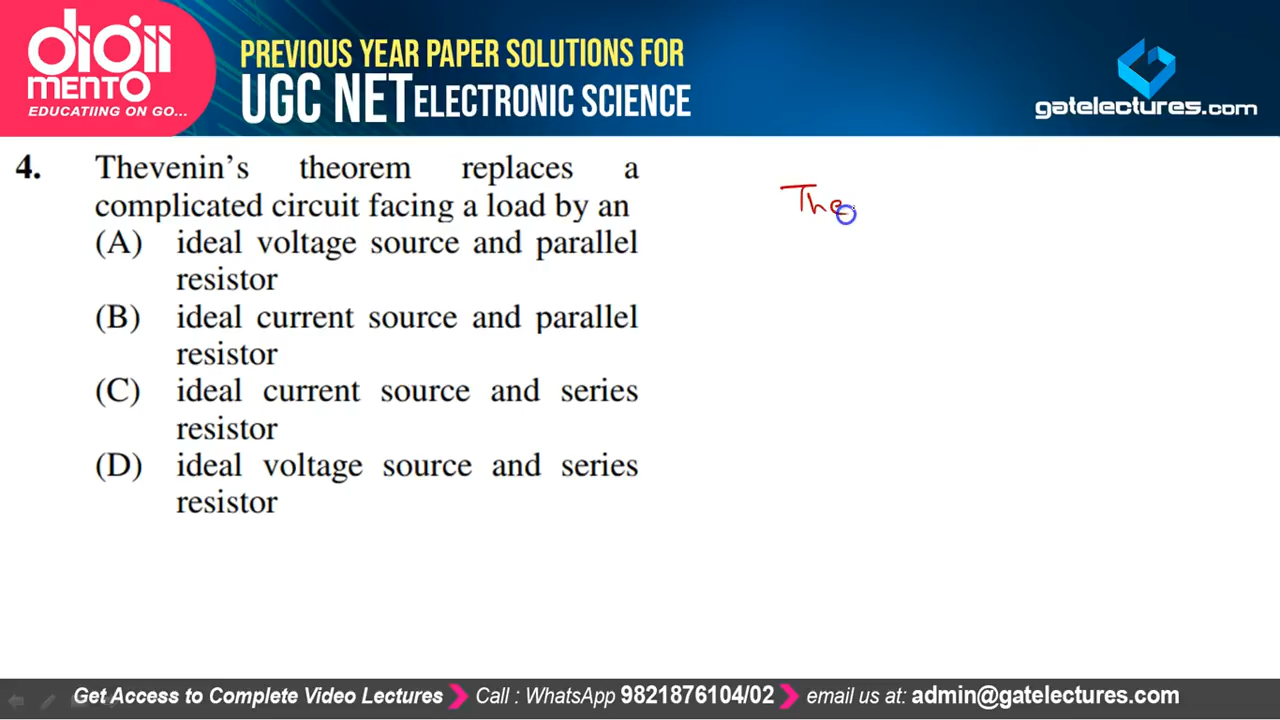 digii
MENTO
EDUCATIING ON GO...
PREVIOUS YEAR PAPER SOLUTIONS FOR
UGC NET ELECTRONIC SCIENCE
gatelectures.com
4. Thevenin's theorem replaces a
complicated circuit facing a load by an
(A) ideal voltage source and parallel
resistor
(B) ideal current source and parallel
resistor
(C) ideal current source and series
resistor
(D) ideal voltage source and series
resistor
The
Get Access to Complete Video Lectures Call : WhatsApp 9821876104/02 email us at: admin@gatelectures.com